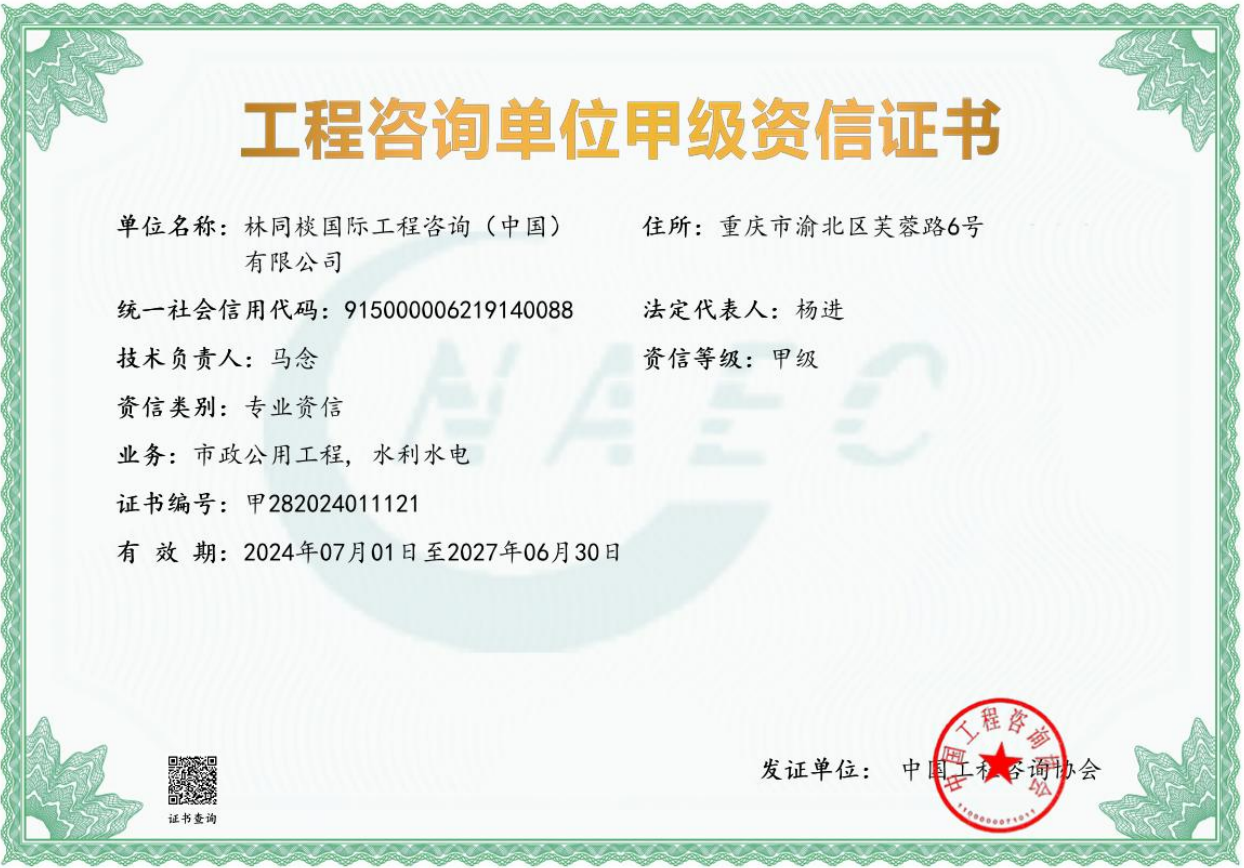 工程咨询单位甲级资信证书
单位名称：林同棪国际工程咨询（中国）
有限公司
住所：重庆市渝北区芙蓉路6号
统一社会信用代码：915000006219140088
法定代表人：杨进
技术负责人：马念
资信等级：甲级
资信类别：专业资信
业务：市政公用工程，水利水电
证书编号：甲282024011121
有 效 期：2024年07月01日至2027年06月30日
CNAEC
证书查询
发证单位：中国工程咨询协会
中国工程咨询协会
1100000071011